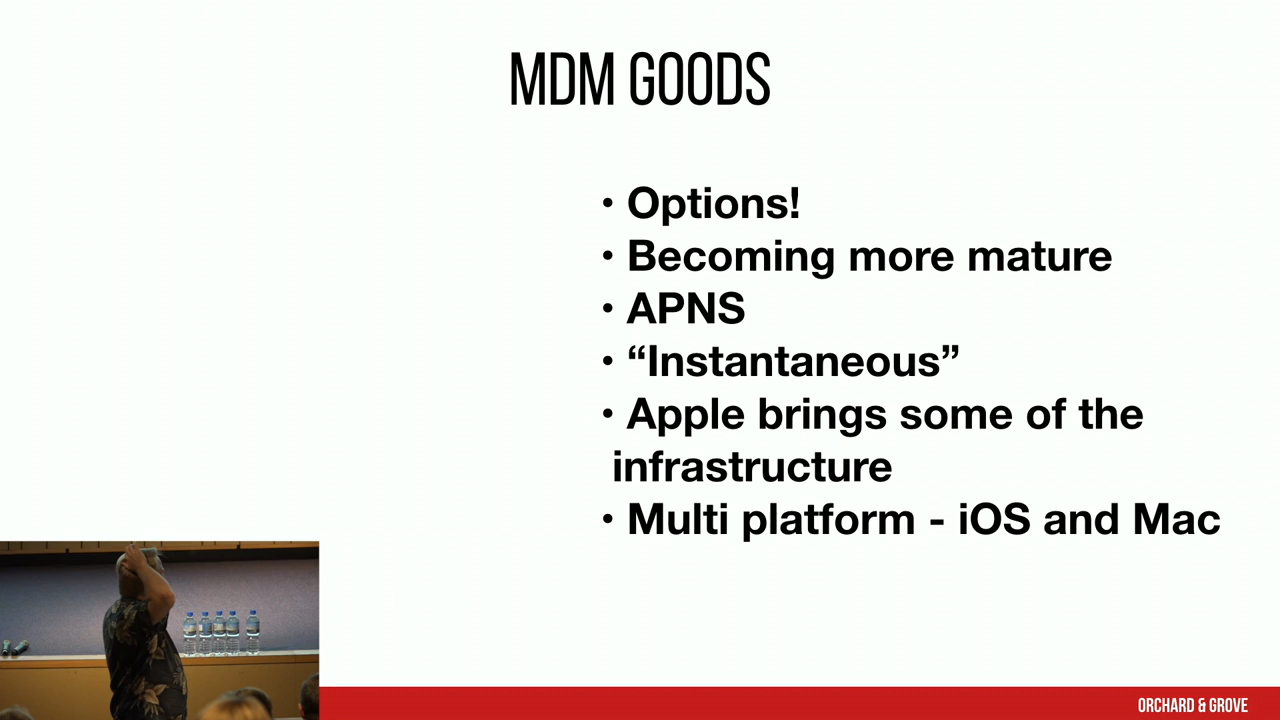 MDM GOODS
• Options!
• Becoming more mature
• APNS
• “Instantaneous”
• Apple brings some of the
infrastructure
• Multi platform - iOS and Mac
ORCHARD & GROVE